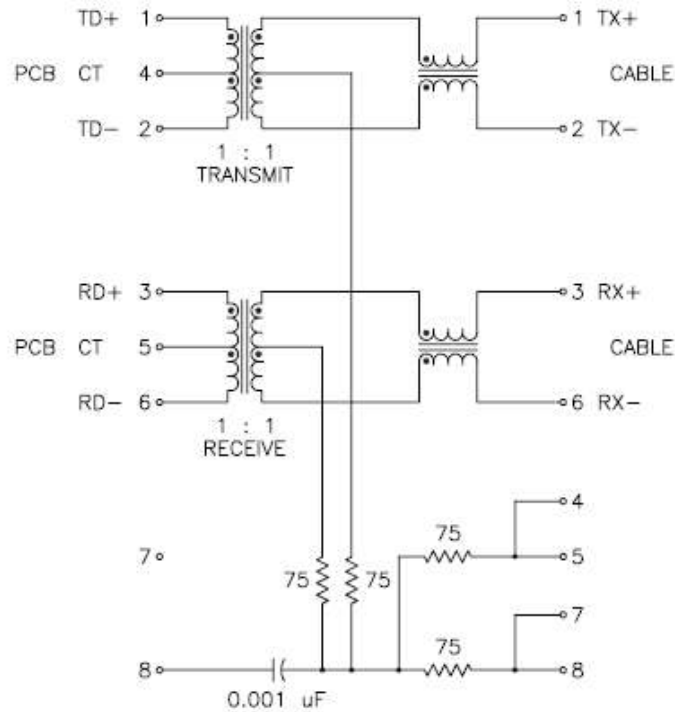 TD+ 1 1 TX+
PCB CT 4 CABLE
TD- 2 2 TX-
1 : 1
TRANSMIT
RD+ 3 3 RX+
PCB CT 5 CABLE
RD- 6 6 RX-
1 : 1
RECEIVE
4
75
7 5
75 75
7
75
8 8
0.001 uF